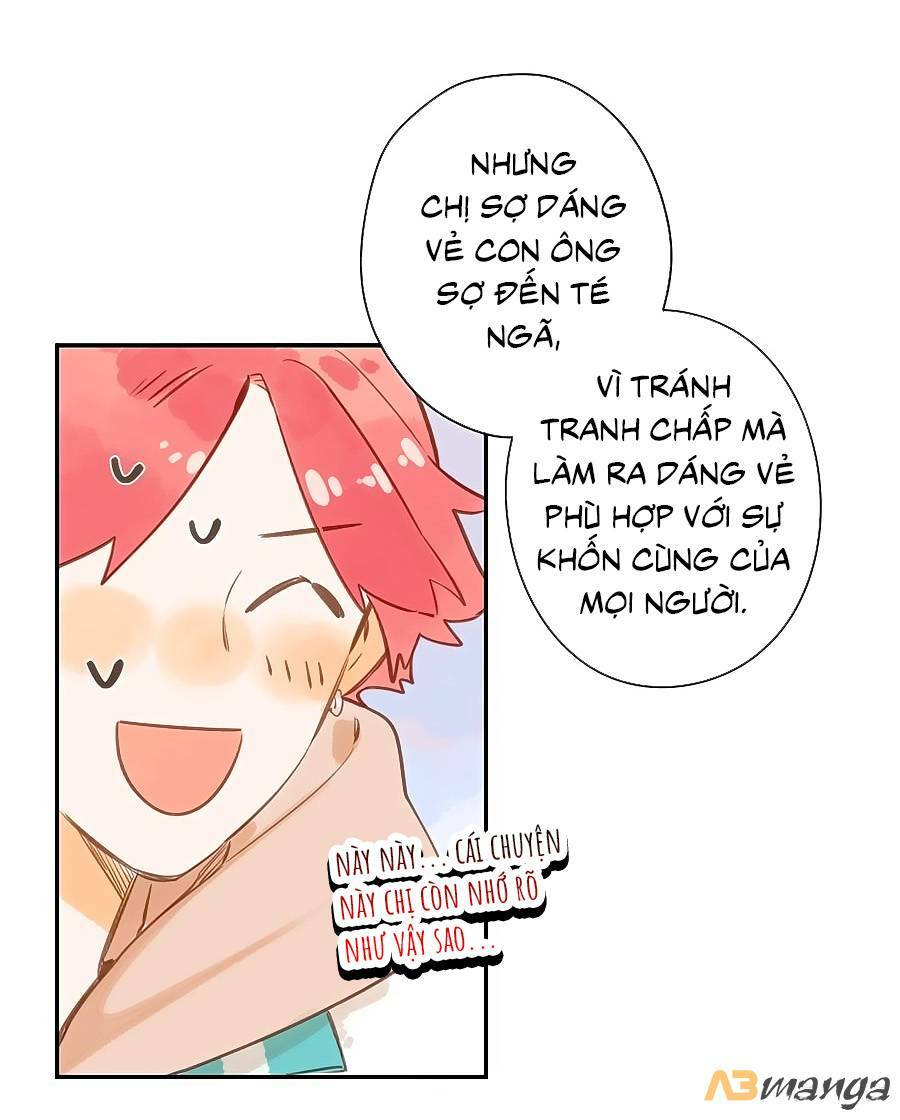 NHƯNG
CHỊ SỢ DÁNG
VẺ CON ÔNG
SỢ ĐẾN TÉ
NGÃ,
VÌ TRÁNH
TRANH CHẤP MÀ
LÀM RA DÁNG VẺ
PHÙ HỢP VỚI SỰ
KHỐN CÙNG CỦA
MỌI NGƯỜI.
NÀY NÀY... CÁI CHUYỆN
NÀY CHỊ CÒN NHỚ RÕ
NHƯ VẬY SAO...
A3manga